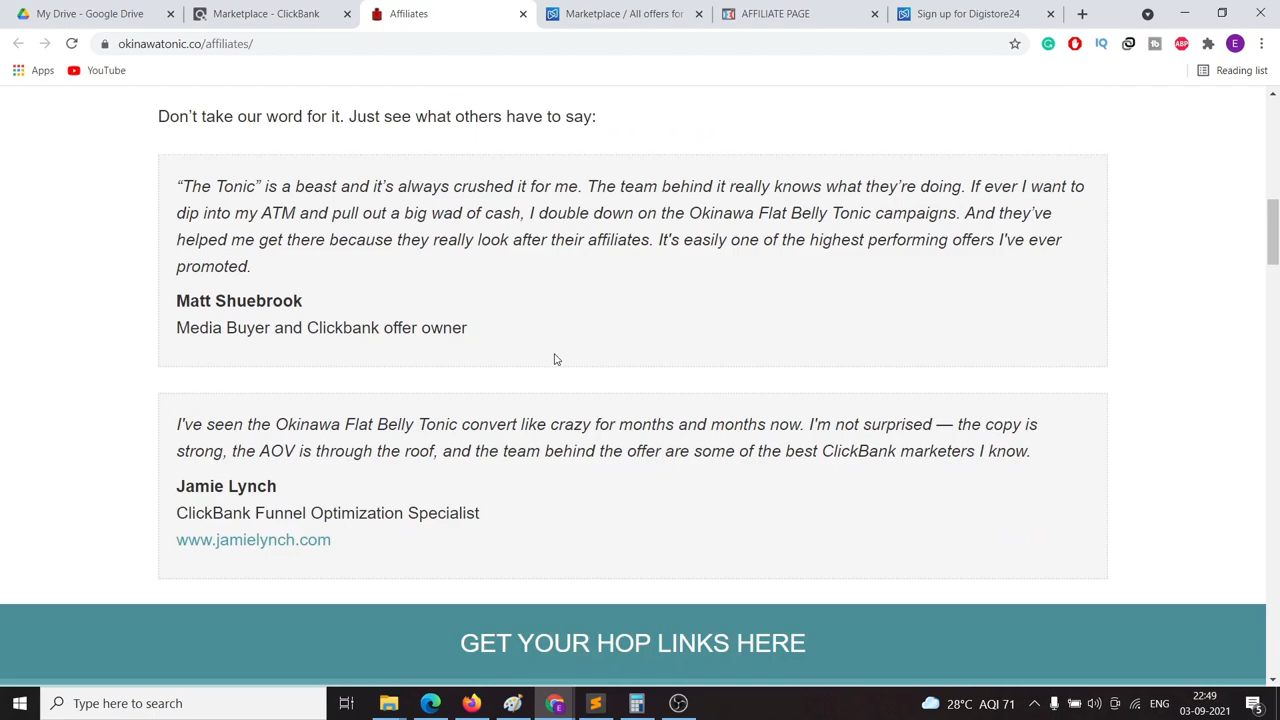 My Drive - Google Drive
Marketplace - ClickBank
Affiliates
Marketplace / All offers for
AFFILIATE PAGE
Sign up for Digistore24
okinawatonic.co/affiliates/
IQ
ABP
E
Apps
YouTube
Reading list
Don’t take our word for it. Just see what others have to say:
“The Tonic” is a beast and it’s always crushed it for me. The team behind it really knows what they’re doing. If ever I want to
dip into my ATM and pull out a big wad of cash, I double down on the Okinawa Flat Belly Tonic campaigns. And they’ve
helped me get there because they really look after their affiliates. It's easily one of the highest performing offers I've ever
promoted.
Matt Shuebrook
Media Buyer and Clickbank offer owner
I've seen the Okinawa Flat Belly Tonic convert like crazy for months and months now. I'm not surprised — the copy is
strong, the AOV is through the roof, and the team behind the offer are some of the best ClickBank marketers I know.
Jamie Lynch
ClickBank Funnel Optimization Specialist
www.jamielynch.com
GET YOUR HOP LINKS HERE
Type here to search
28°C AQI 71
ENG
22:49
03-09-2021
5